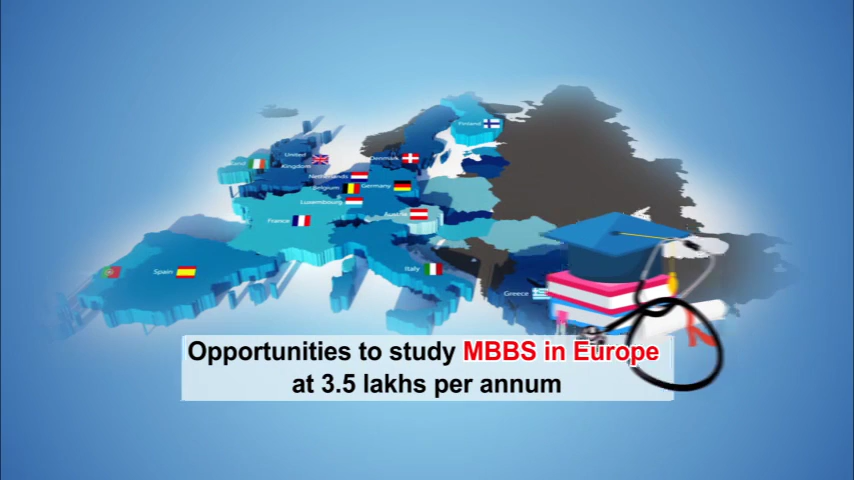 Finland
United
Kingdom
Denmark
Netherlands
Belgium
Germany
Luxembourg
Austria
France
Spain
Italy
Greece
Opportunities to study MBBS in Europe
at 3.5 lakhs per annum